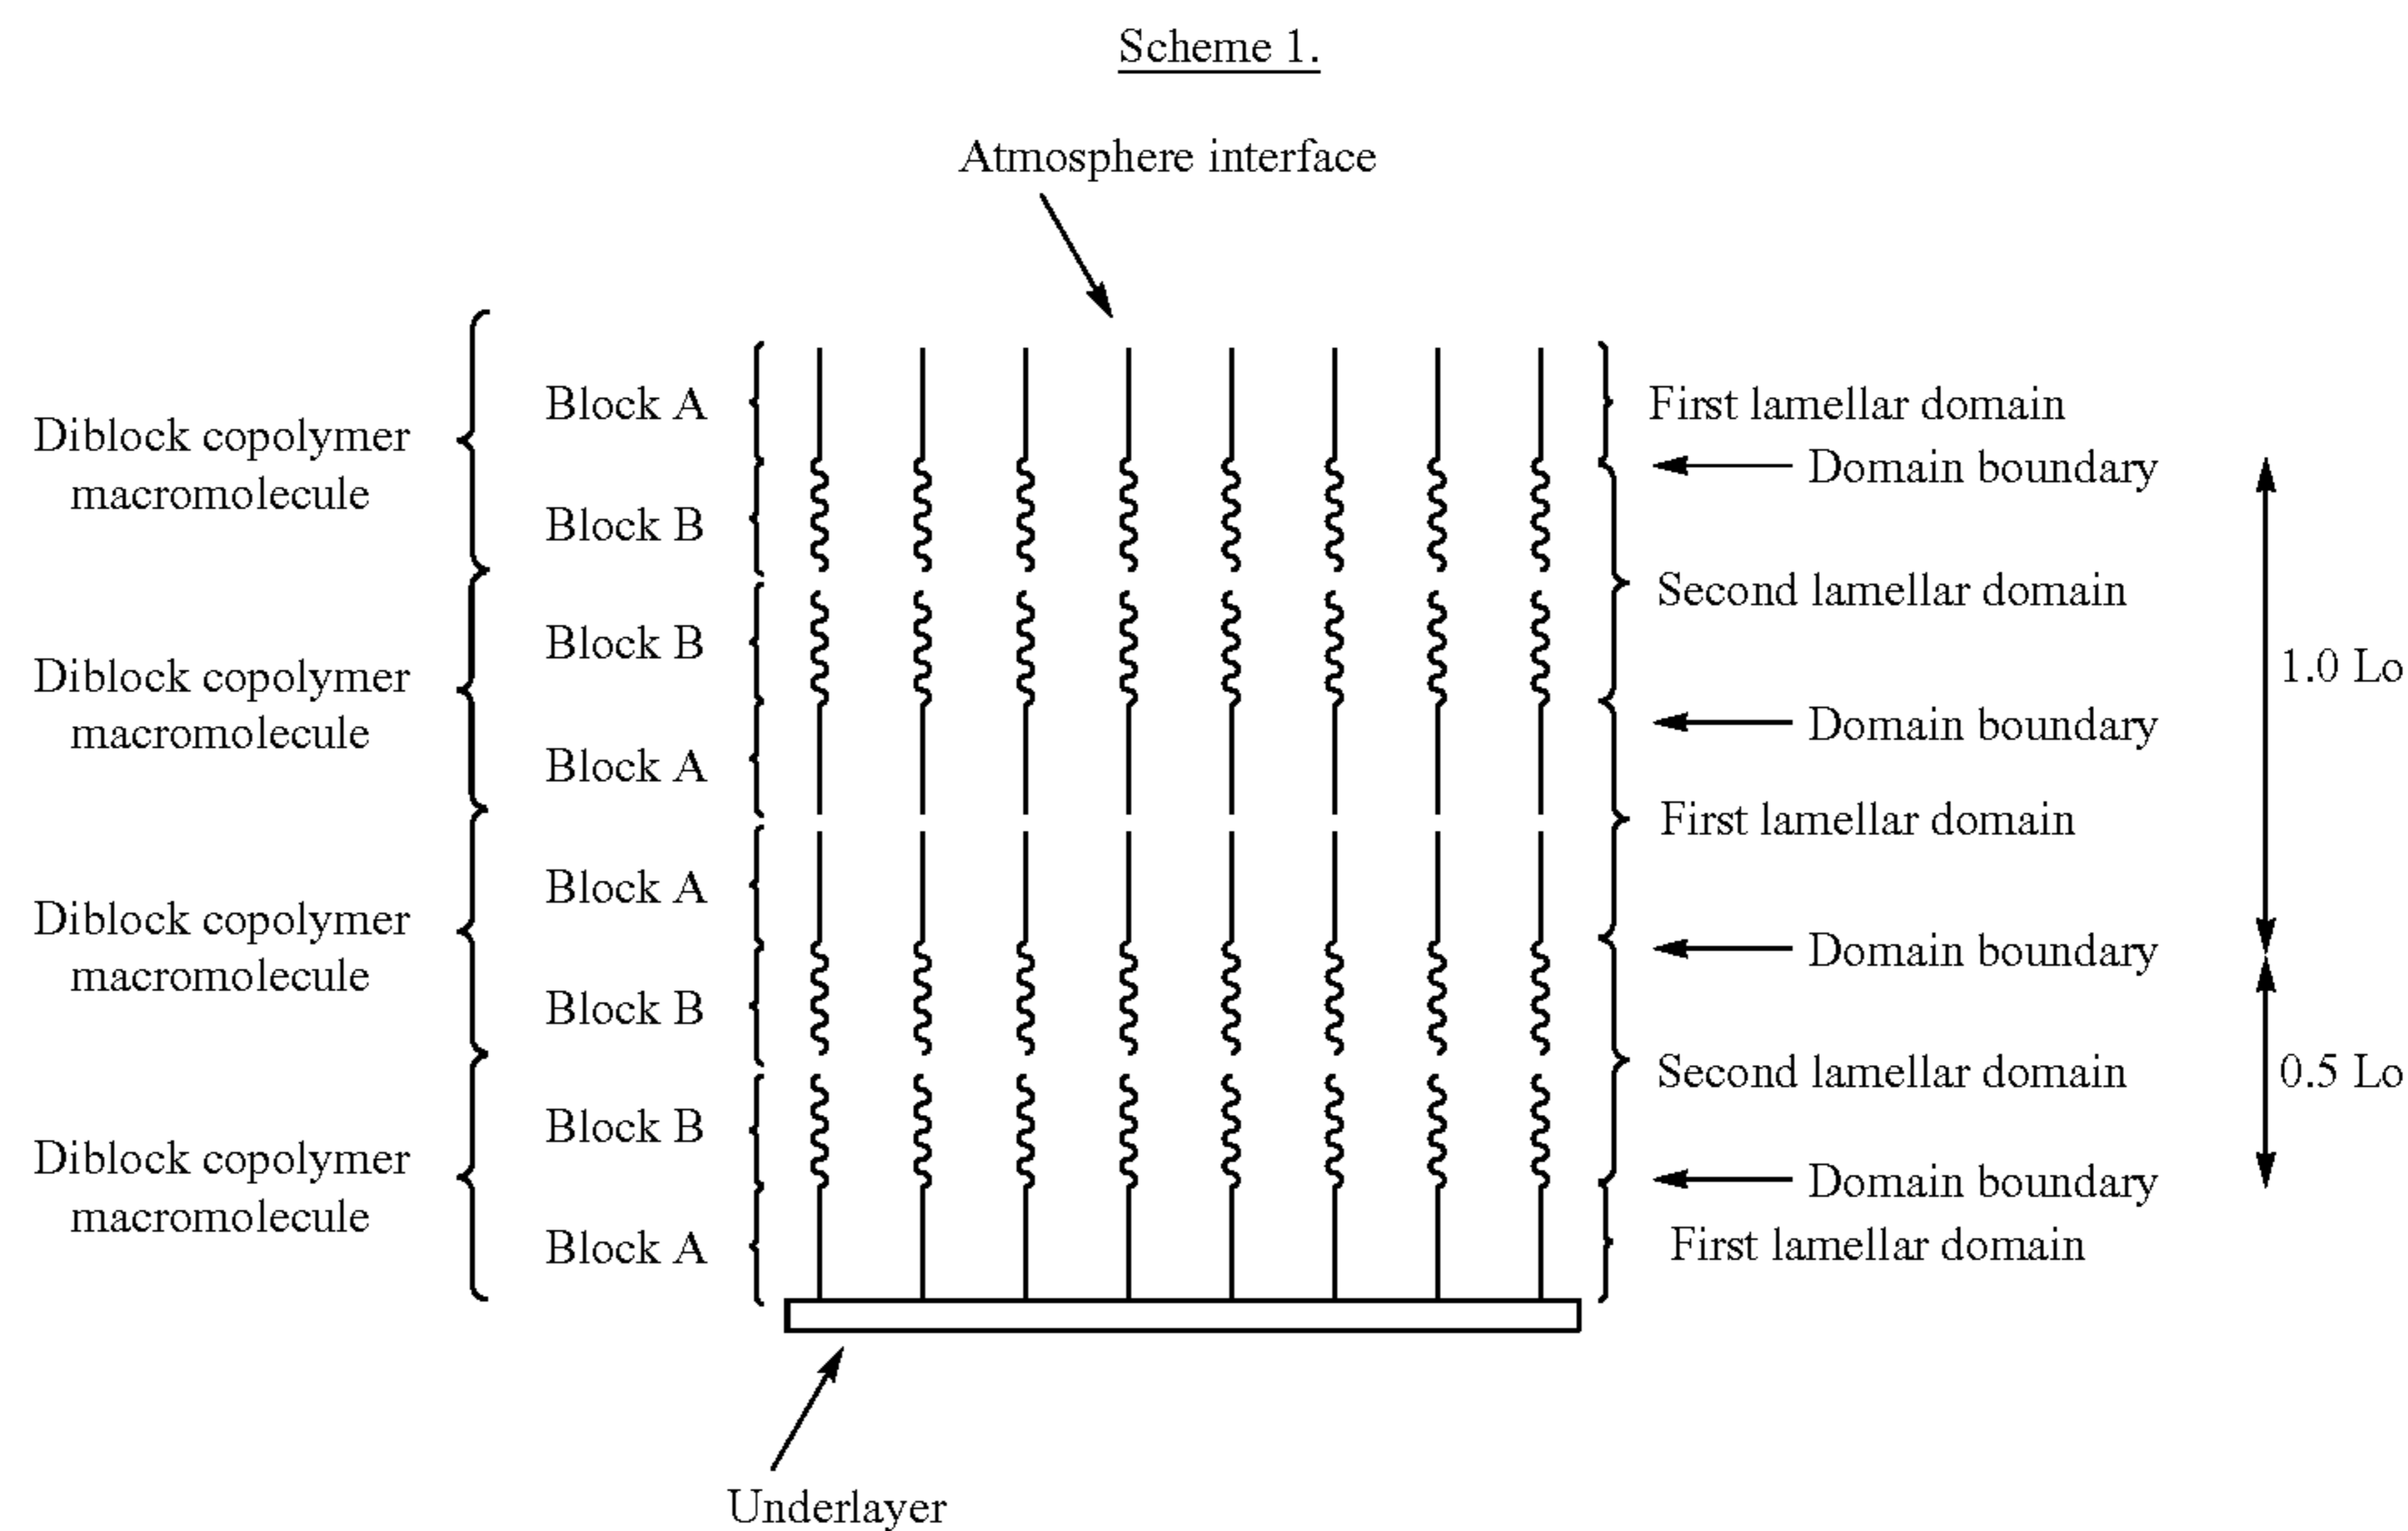 Scheme 1.
Atmosphere interface
Block A
First lamellar domain
Diblock copolymer
macromolecule
Domain boundary
Block B
Second lamellar domain
Block B
1.0 Lo
Diblock copolymer
macromolecule
Domain boundary
Block A
First lamellar domain
Block A
Diblock copolymer
macromolecule
Domain boundary
Block B
Second lamellar domain
0.5 Lo
Block B
Diblock copolymer
macromolecule
Domain boundary
Block A
First lamellar domain
Underlayer